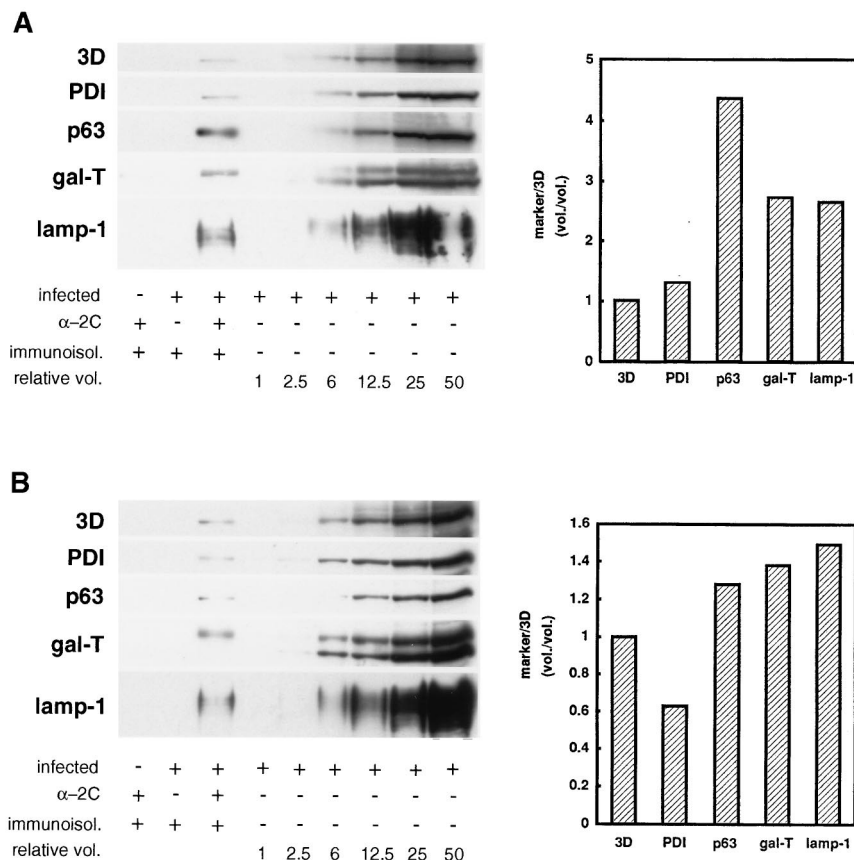 A
3D
PDI
p63
gal-T
lamp-1
infected - + + + + + + + +
α–2C + - + - - - - - -
immunoisol. + + + - - - - - -
relative vol. 1 2.5 6 12.5 25 50
marker/3D
(vol./vol.)
5
4
3
2
1
0
3D PDI p63 gal-T lamp-1
B
3D
PDI
p63
gal-T
lamp-1
infected - + + + + + + + +
α–2C + - + - - - - - -
immunoisol. + + + - - - - - -
relative vol. 1 2.5 6 12.5 25 50
marker/3D
(vol./vol.)
1.6
1.4
1.2
1
0.8
0.6
0.4
0.2
0
3D PDI p63 gal-T lamp-1